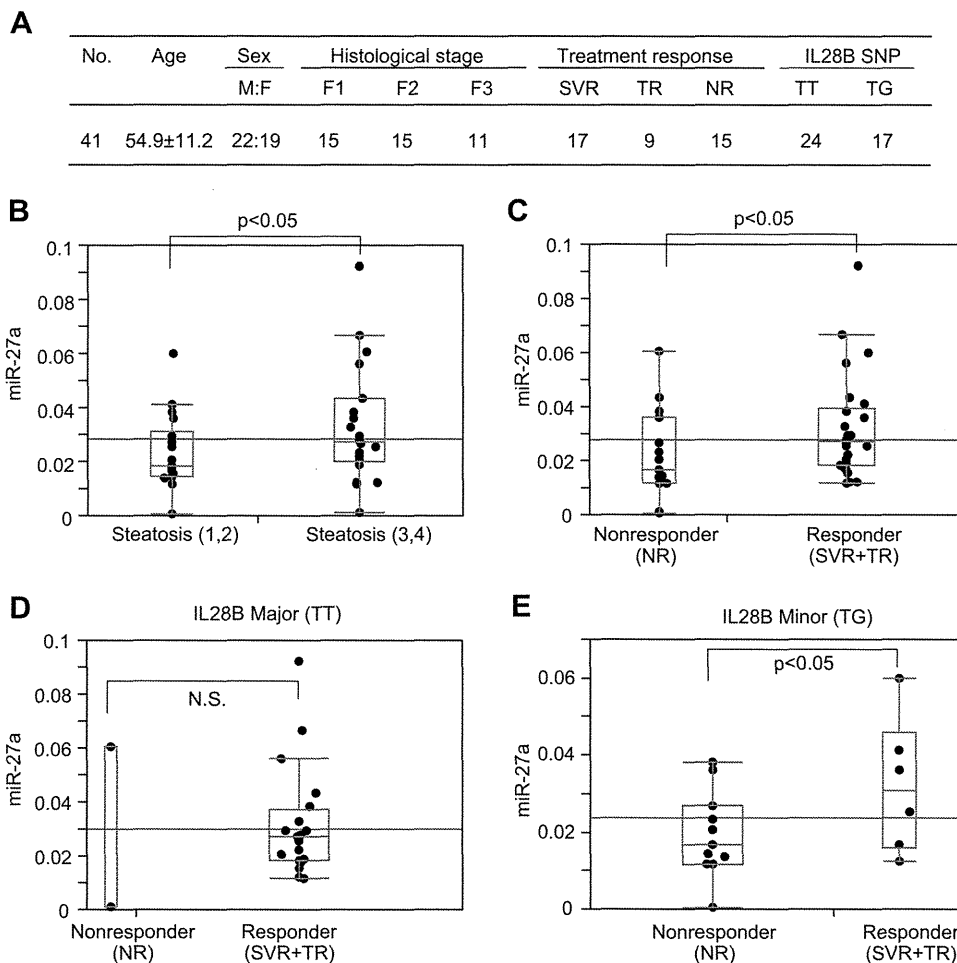 A
No. Age Sex Histological stage Treatment response IL28B SNP
M:F F1 F2 F3 SVR TR NR TT TG
41 54.9±11.2 22:19 15 15 11 17 9 15 24 17
B
p<0.05
0.1
0.08
0.06
0.04
0.02
0
miR-27a
Steatosis (1,2) Steatosis (3,4)
C
p<0.05
0.1
0.08
0.06
0.04
0.02
0
miR-27a
Nonresponder Responder
(NR) (SVR+TR)
D
IL28B Major (TT)
N.S.
0.1
0.08
0.06
0.04
0.02
0
miR-27a
Nonresponder Responder
(NR) (SVR+TR)
E
IL28B Minor (TG)
p<0.05
0.06
0.04
0.02
0
miR-27a
Nonresponder Responder
(NR) (SVR+TR)